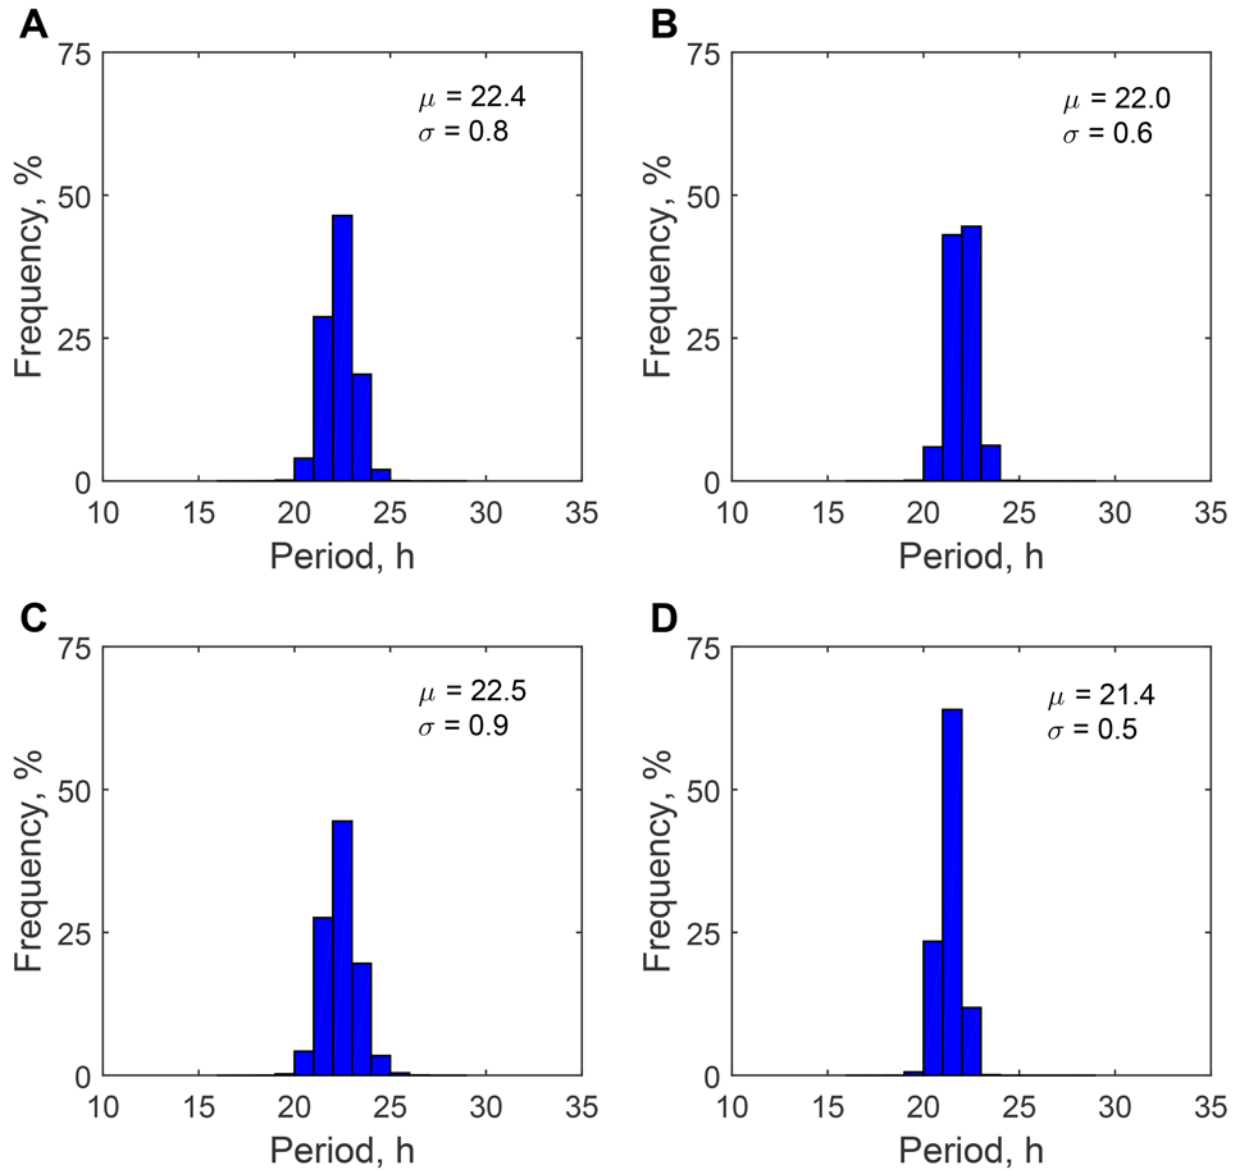 A
75
50
25
0
Frequency, %
μ = 22.4
σ = 0.8
10 15 20 25 30 35
Period, h
B
75
50
25
0
Frequency, %
μ = 22.0
σ = 0.6
10 15 20 25 30 35
Period, h
C
75
50
25
0
Frequency, %
μ = 22.5
σ = 0.9
10 15 20 25 30 35
Period, h
D
75
50
25
0
Frequency, %
μ = 21.4
σ = 0.5
10 15 20 25 30 35
Period, h